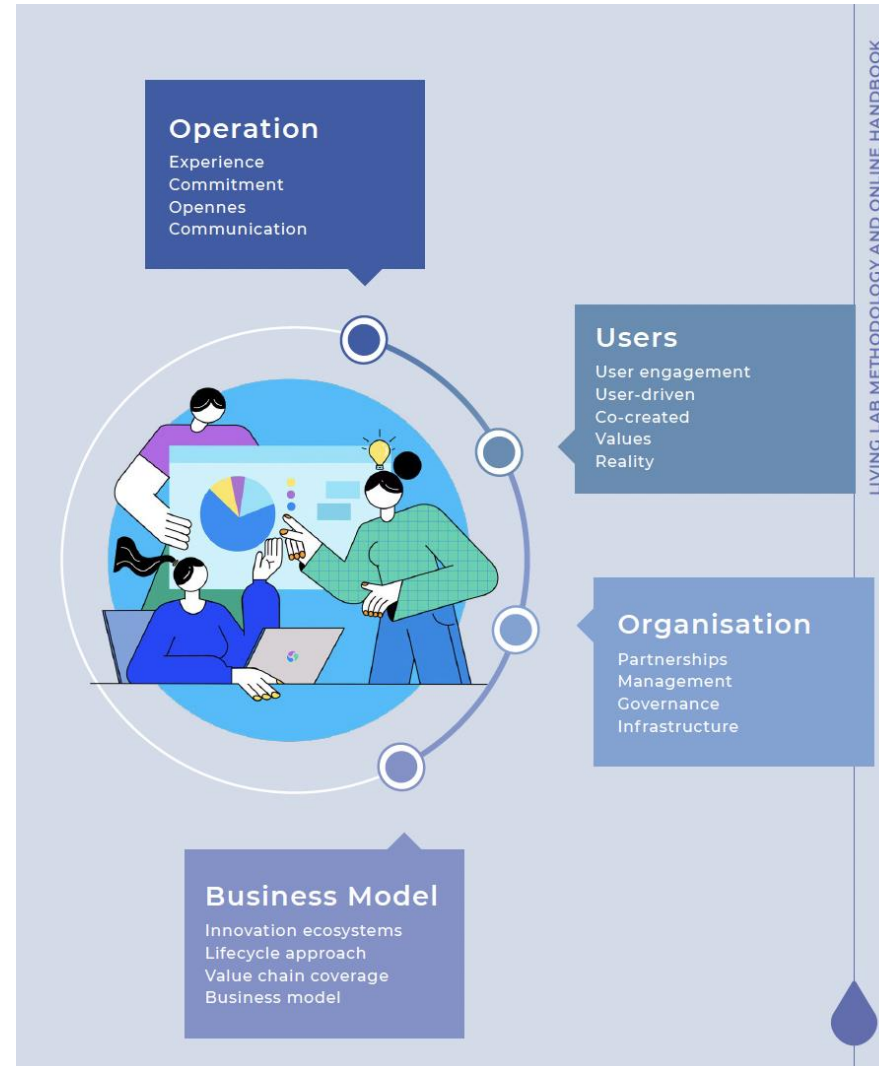 Operation
Experience
Commitment
Opennes
Communication
Users
User engagement
User-driven
Co-created
Values
Reality
Organisation
Partnerships
Management
Governance
Infrastructure
Business Model
Innovation ecosystems
Lifecycle approach
Value chain coverage
Business model
LIVING LAB METHODOLOGY AND ONLINE HANDBOOK